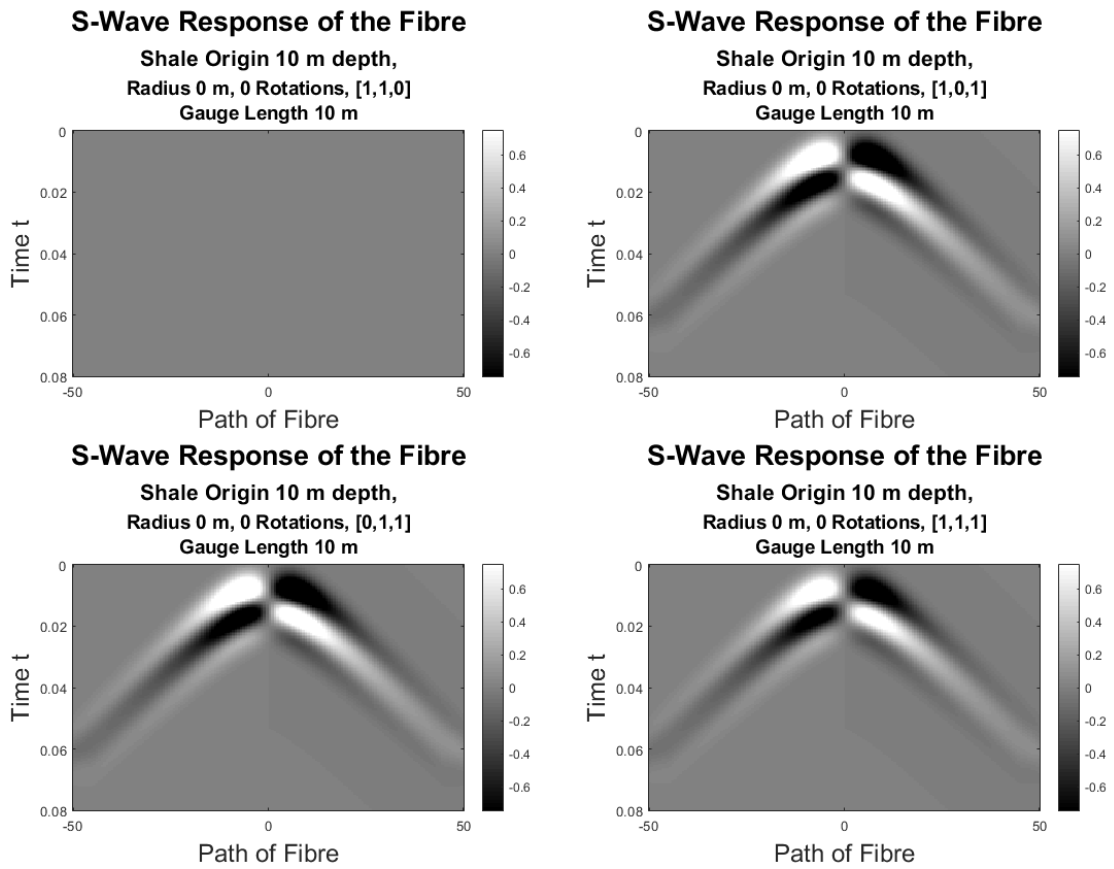 S-Wave Response of the Fibre
Shale Origin 10 m depth,
Radius 0 m, 0 Rotations, [1,1,0]
Gauge Length 10 m
0
0.02
0.04
0.06
0.08
Time t
-50
0
50
Path of Fibre
0.6
0.4
0.2
0
-0.2
-0.4
-0.6
S-Wave Response of the Fibre
Shale Origin 10 m depth,
Radius 0 m, 0 Rotations, [1,0,1]
Gauge Length 10 m
0
0.02
0.04
0.06
0.08
Time t
-50
0
50
Path of Fibre
0.6
0.4
0.2
0
-0.2
-0.4
-0.6
S-Wave Response of the Fibre
Shale Origin 10 m depth,
Radius 0 m, 0 Rotations, [0,1,1]
Gauge Length 10 m
0
0.02
0.04
0.06
0.08
Time t
-50
0
50
Path of Fibre
0.6
0.4
0.2
0
-0.2
-0.4
-0.6
S-Wave Response of the Fibre
Shale Origin 10 m depth,
Radius 0 m, 0 Rotations, [1,1,1]
Gauge Length 10 m
0
0.02
0.04
0.06
0.08
Time t
-50
0
50
Path of Fibre
0.6
0.4
0.2
0
-0.2
-0.4
-0.6